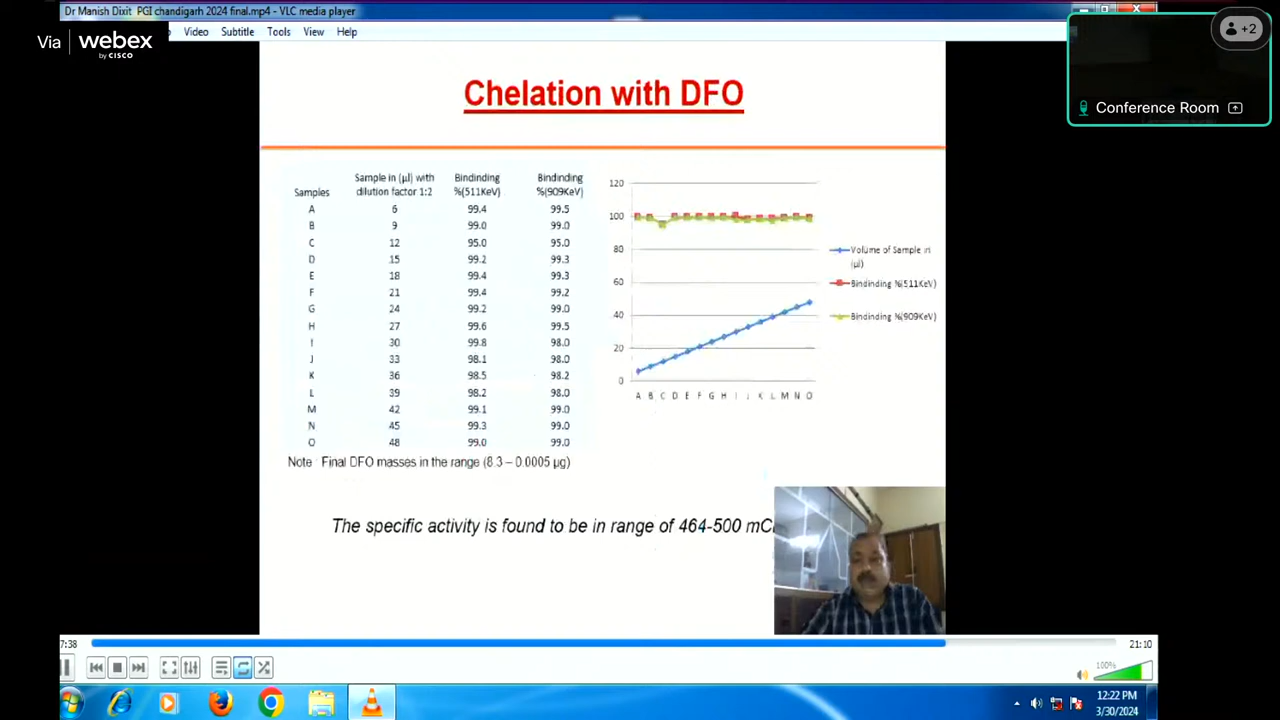 Dr Manish Dixit PGI chandigarh 2024 final.mp4 - VLC media player
Via webex
by CISCO
Video Subtitle Tools View Help
+2
Conference Room
Chelation with DFO
Samples Sample in (µl) with dilution factor 1:2 Bindinding %(511KeV) Bindinding %(909KeV)
A 6 99.4 99.5
B 9 99.0 99.0
C 12 95.0 95.0
D 15 99.2 99.3
E 18 99.4 99.3
F 21 99.4 99.2
G 24 99.2 99.0
H 27 99.6 99.5
I 30 99.8 98.0
J 33 98.1 98.0
K 36 98.5 98.2
L 39 98.2 98.0
M 42 99.1 99.0
N 45 99.3 99.0
O 48 99.0 99.0
Note : Final DFO masses in the range (8.3 – 0.0005 µg)
120
100
80
60
40
20
0
A B C D E F G H I J K L M N O
Volume of Sample in (µl)
Bindinding %(511KeV)
Bindinding %(909KeV)
The specific activity is found to be in range of 464-500
7:38
21:10
100%
12:22 PM
3/30/2024